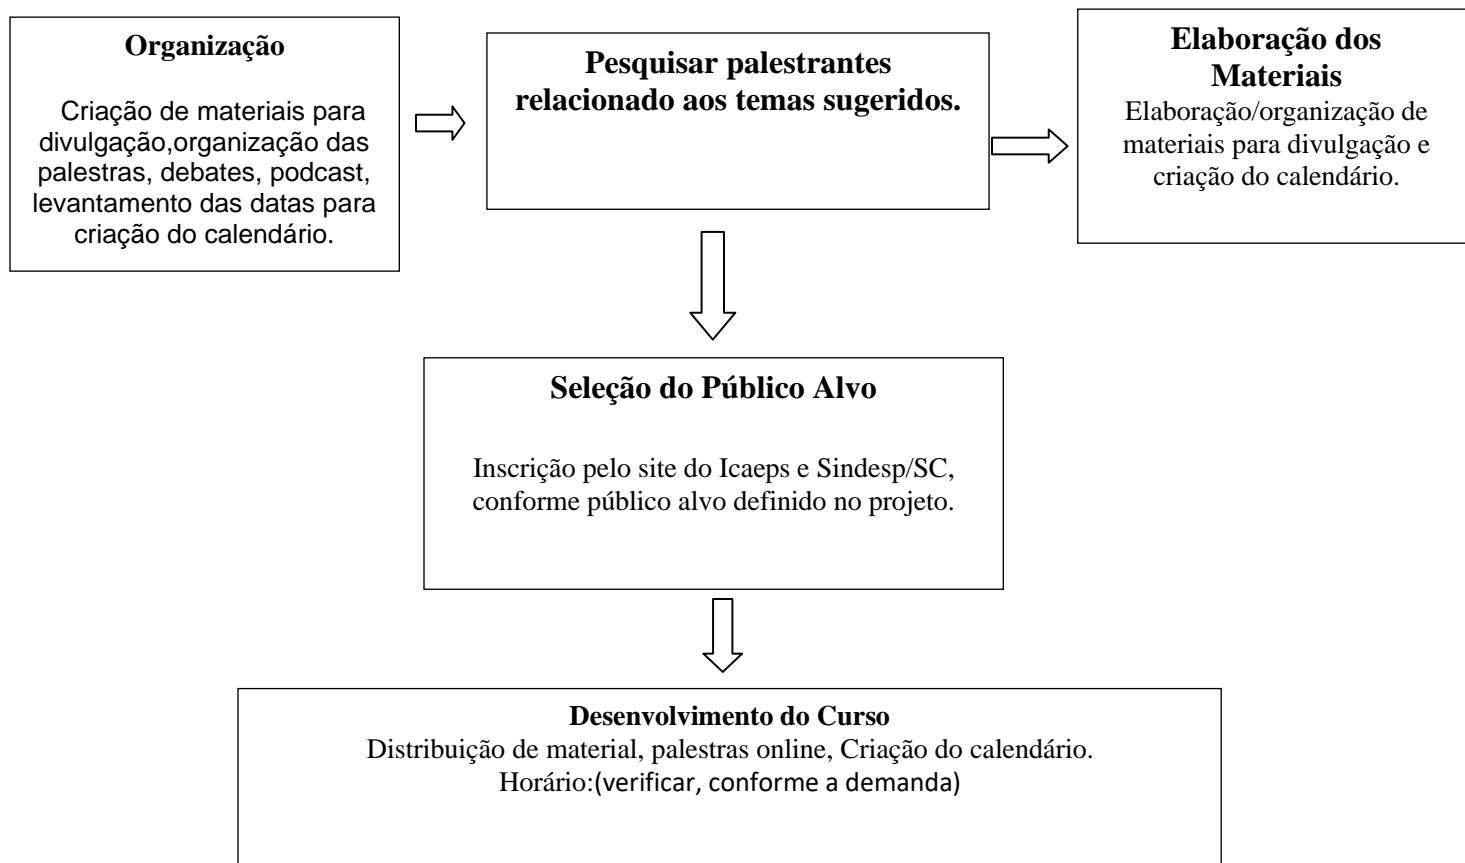 Organização
Criação de materiais para
divulgação,organização das
palestras, debates, podcast,
levantamento das datas para
criação do calendário.
Pesquisar palestrantes
relacionado aos temas sugeridos.
Elaboração dos
Materiais
Elaboração/organização de
materiais para divulgação e
criação do calendário.
Seleção do Público Alvo
Inscrição pelo site do Icaeps e Sindesp/SC,
conforme público alvo definido no projeto.
Desenvolvimento do Curso
Distribuição de material, palestras online, Criação do calendário.
Horário:(verificar, conforme a demanda)